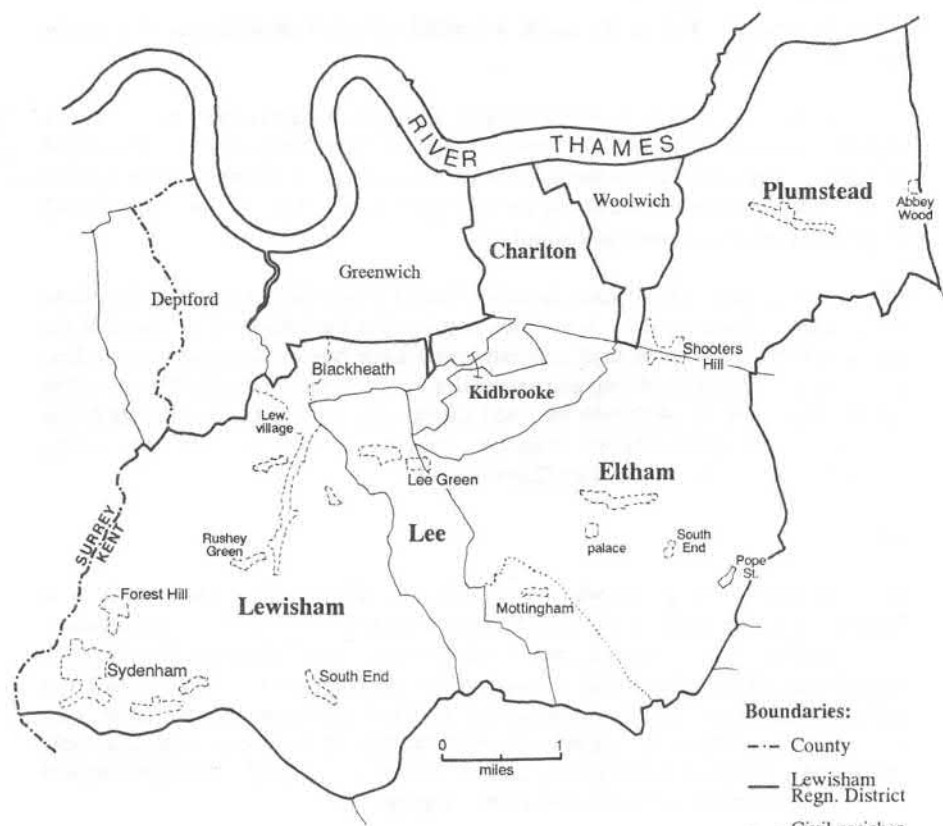 RIVER THAMES
Woolwich
Plumstead
Abbey
Wood
Charlton
Greenwich
Deptford
Shooters
Hill
Blackheath
Kidbrooke
Lew.
village
Lee Green
Eltham
SURREY
KENT
Rushey
Green
Lee
palace
South
End
Pope
St.
Forest Hill
Lewisham
Mottingham
Sydenham
South End
0 1
miles
Boundaries:
County
Lewisham
Regn. District